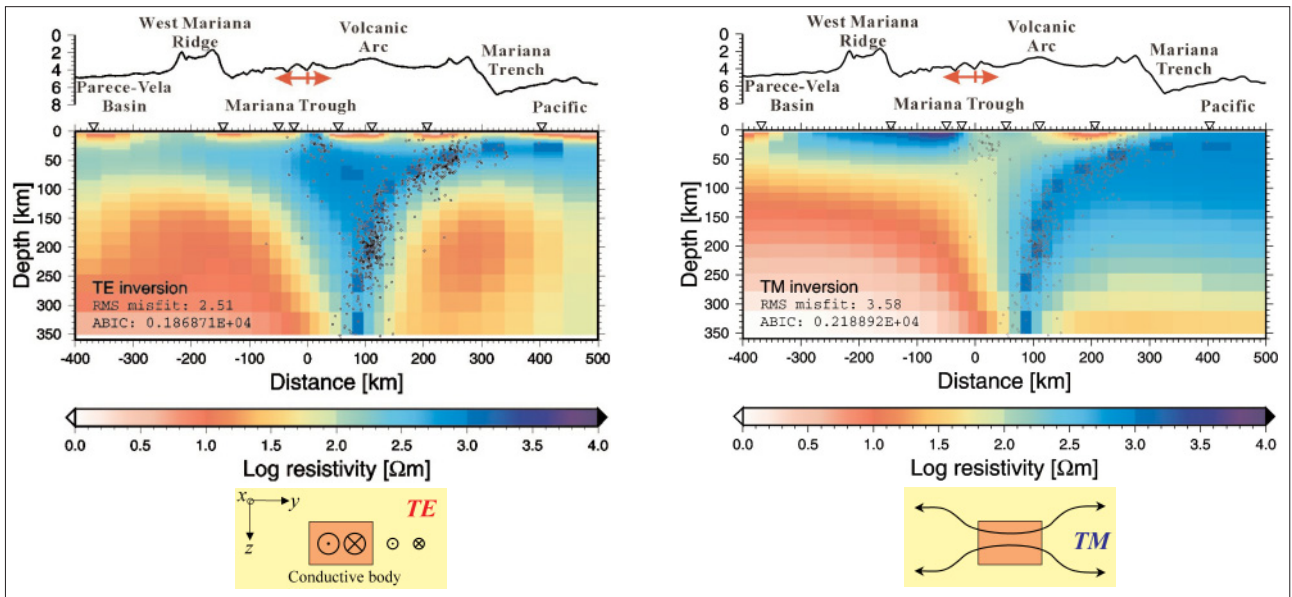 West Mariana
Ridge
Volcanic
Arc
Mariana
Trench
0
2
4
6
8
Parece-Vela
Basin
Mariana Trough
Pacific
Depth [km]
0
50
100
150
200
250
300
350
TE inversion
RMS misfit: 2.51
ABIC: 0.186871E+04
-400 -300 -200 -100 0 100 200 300 400 500
Distance [km]
0.0 0.5 1.0 1.5 2.0 2.5 3.0 3.5 4.0
Log resistivity [Ωm]
x
y
z
TE
Conductive body
West Mariana
Ridge
Volcanic
Arc
Mariana
Trench
0
2
4
6
8
Parece-Vela
Basin
Mariana Trough
Pacific
Depth [km]
0
50
100
150
200
250
300
350
TM inversion
RMS misfit: 3.58
ABIC: 0.218892E+04
-400 -300 -200 -100 0 100 200 300 400 500
Distance [km]
0.0 0.5 1.0 1.5 2.0 2.5 3.0 3.5 4.0
Log resistivity [Ωm]
TM